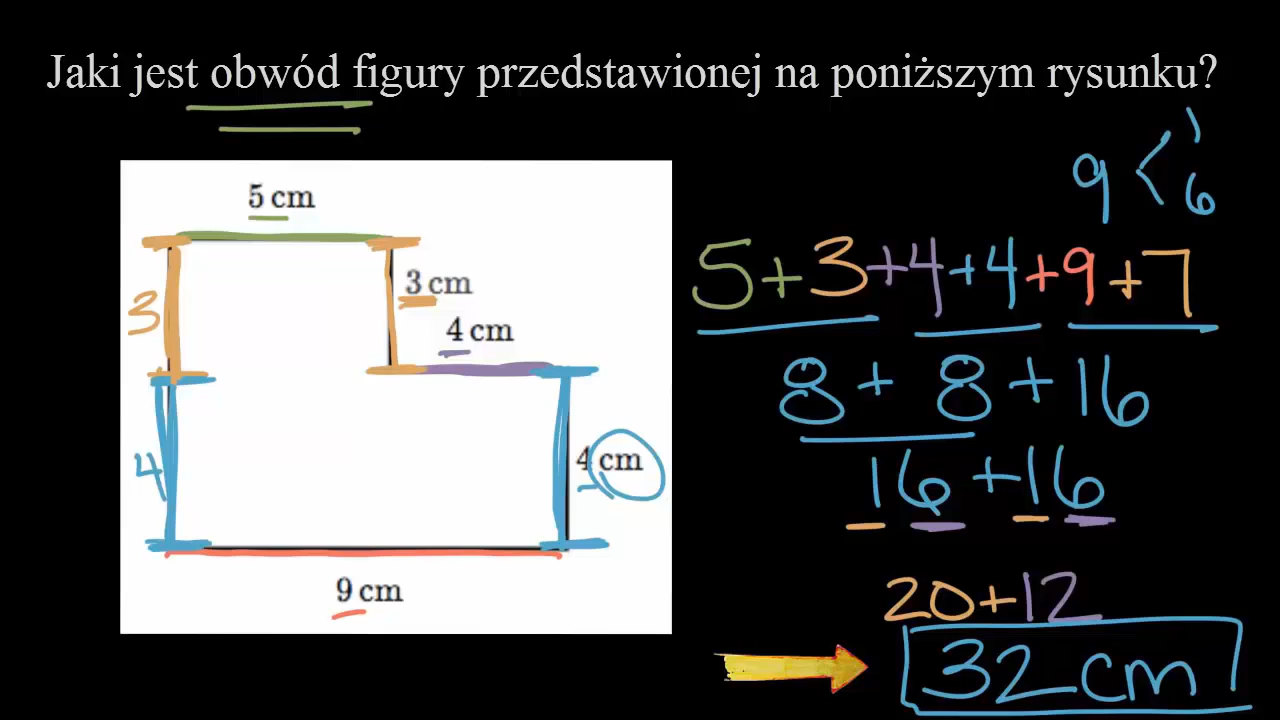 Jaki jest obwód figury przedstawionej na poniższym rysunku?
5 cm
3 cm
4 cm
4 cm
9 cm
3
4
9 < 1
6
5+3+4+4+9+7
8+8+16
16+16
20+12
32 cm